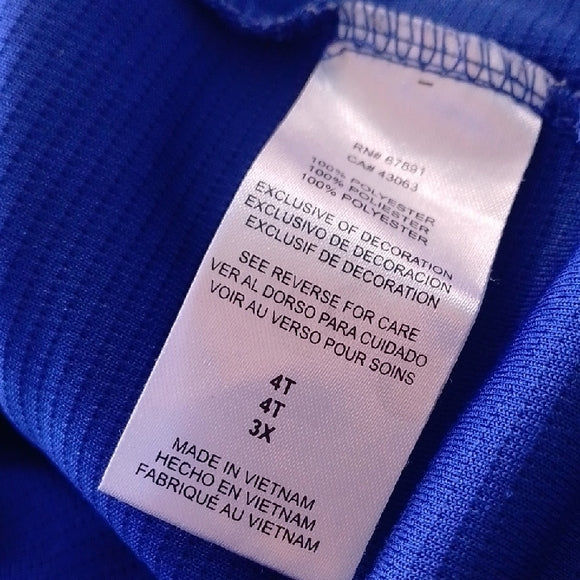 RN# 67891
CA# 43063
100% POLYESTER
100% POLYESTER
100% POLYESTER
EXCLUSIVE OF DECORATION
EXCLUSIVO DE DECORACION
EXCLUSIF DE DECORATION
SEE REVERSE FOR CARE
VER AL DORSO PARA CUIDADO
VOIR AU VERSO POUR SOINS
4T
4T
3X
MADE IN VIETNAM
HECHO EN VIETNAM
FABRIQUÉ AU VIETNAM